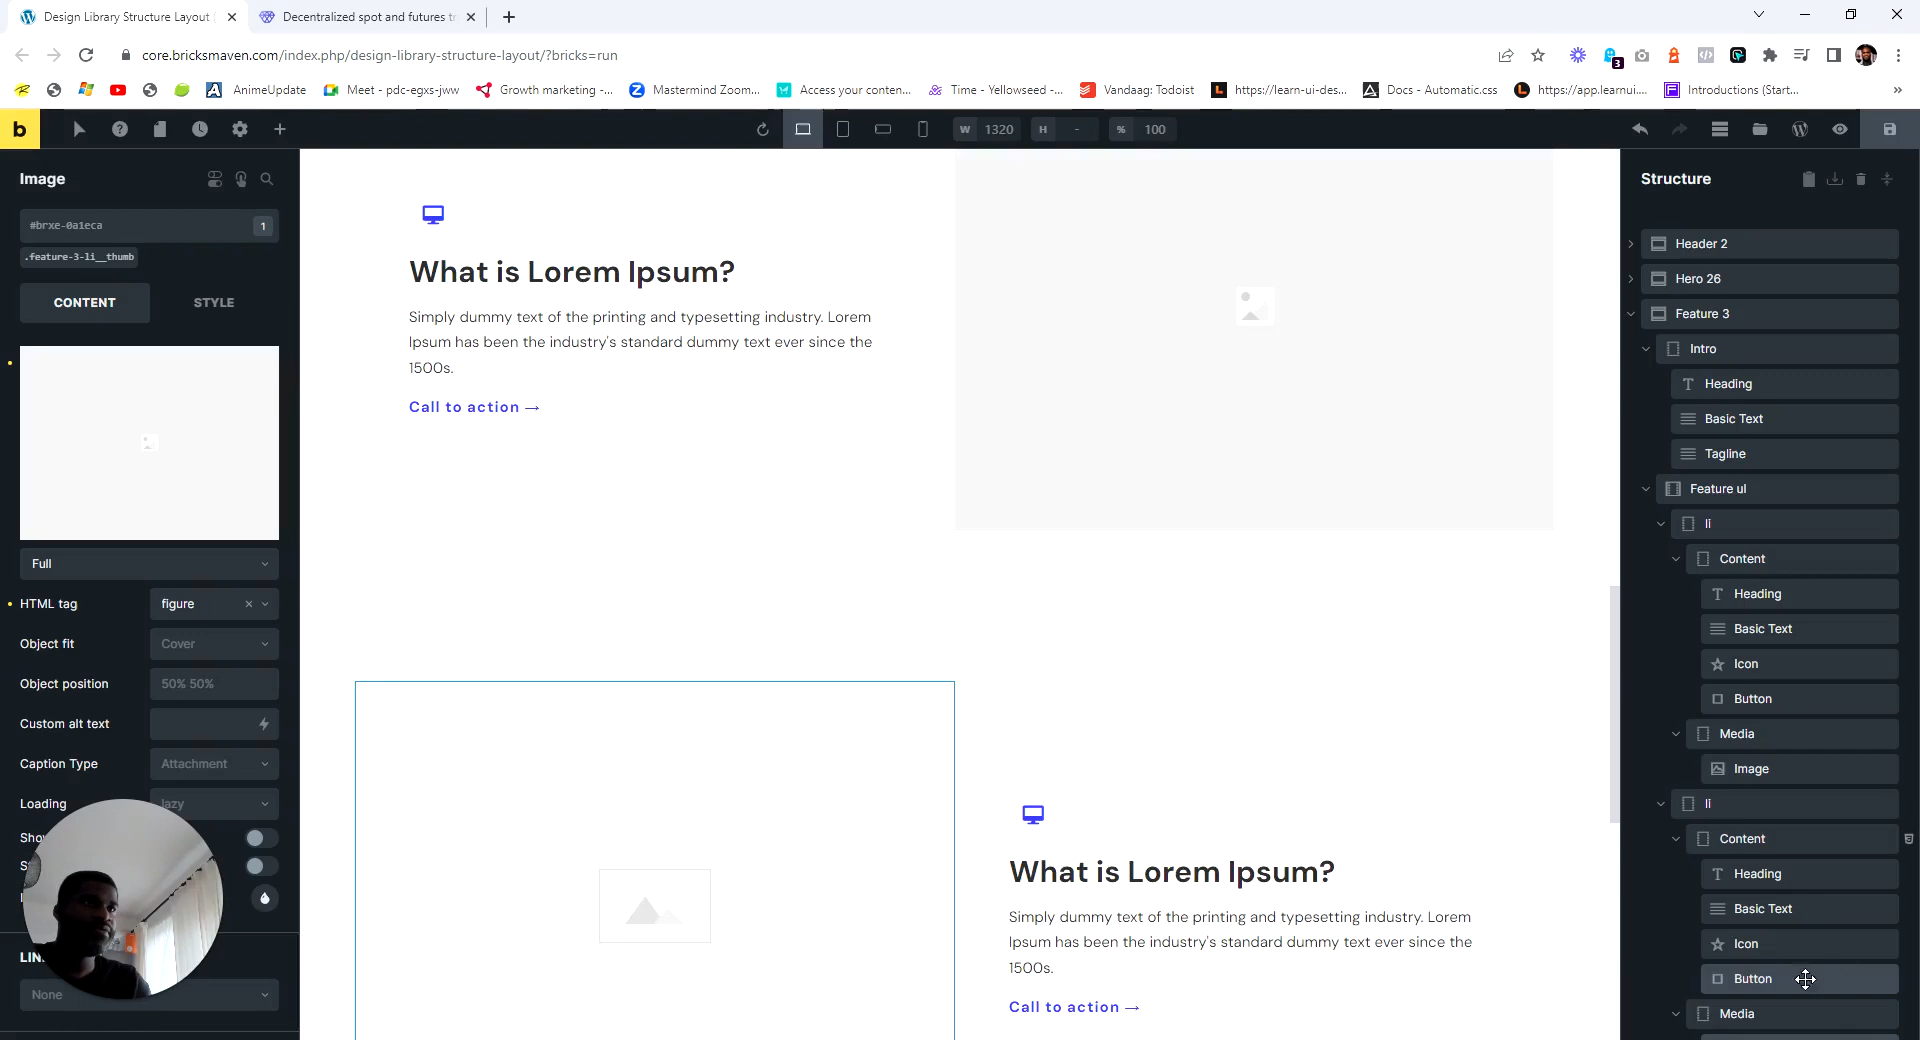 Design Library Structure Layout (
Decentralized spot and futures tr
core.bricksmaven.com/index.php/design-library-structure-layout/?bricks=run
3
AnimeUpdate
Meet - pdc-egxs-jww
Growth marketing -...
Mastermind Zoom...
Access your conten...
Time - Yellowseed -...
Vandaag: Todoist
https://learn-ui-des...
Docs - Automatic.css
https://app.learnui....
Introductions (Start...
»
b
W 1320
H -
% 100
Image
#brxe-0a1eca
1
.feature-3-li__thumb
CONTENT
STYLE
Full
HTML tag
figure
Object fit
Cover
Object position
50% 50%
Custom alt text
Caption Type
Attachment
Loading
lazy
Sho
S
LIN
None
What is Lorem Ipsum?
Simply dummy text of the printing and typesetting industry. Lorem
Ipsum has been the industry's standard dummy text ever since the
1500s.
Call to action →
What is Lorem Ipsum?
Simply dummy text of the printing and typesetting industry. Lorem
Ipsum has been the industry's standard dummy text ever since the
1500s.
Call to action →
Structure
Header 2
Hero 26
Feature 3
Intro
Heading
Basic Text
Tagline
Feature ul
li
Content
Heading
Basic Text
Icon
Button
Media
Image
li
Content
Heading
Basic Text
Icon
Button
Media